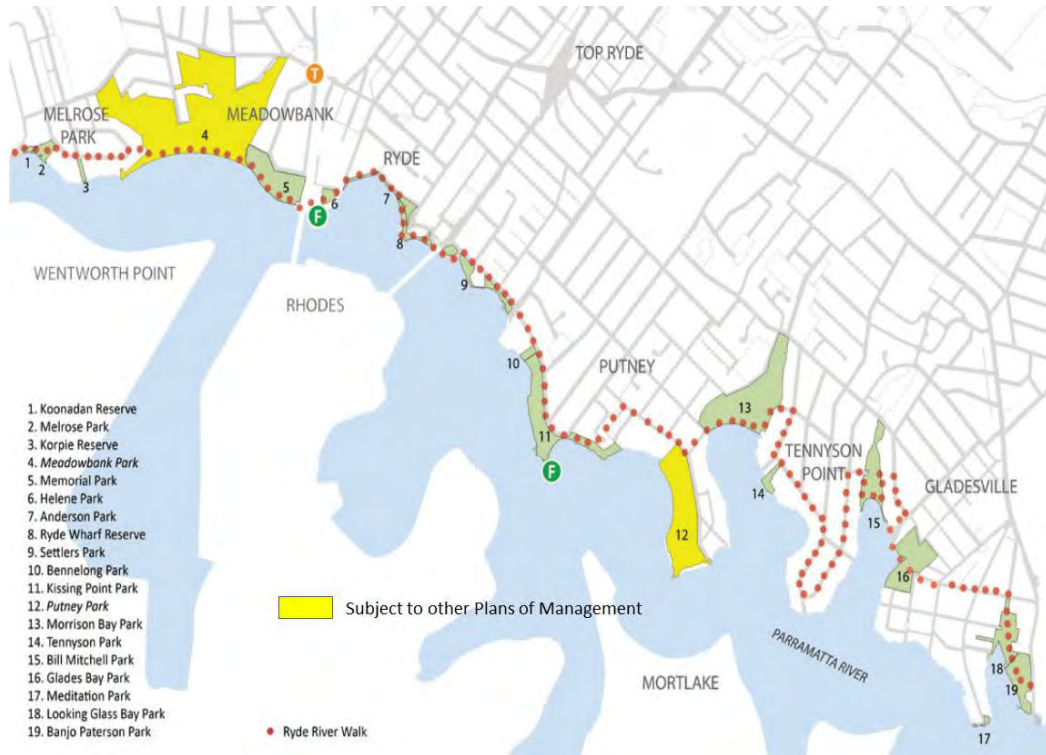 TOP RYDE
T
MELROSE
PARK
MEADOWBANK
4
1
2
3
RYDE
5
6
7
F
8
WENTWORTH POINT
RHODES
9
10
PUTNEY
13
11
F
TENNYSON
POINT
14
GLADESVILLE
15
12
16
1. Koonadan Reserve
2. Melrose Park
3. Korpie Reserve
4. Meadowbank Park
5. Memorial Park
6. Helene Park
7. Anderson Park
8. Ryde Wharf Reserve
9. Settlers Park
10. Bennelong Park
11. Kissing Point Park
12. Putney Park
13. Morrison Bay Park
14. Tennyson Park
15. Bill Mitchell Park
16. Glades Bay Park
17. Meditation Park
18. Looking Glass Bay Park
19. Banjo Paterson Park
Subject to other Plans of Management
Ryde River Walk
MORTLAKE
PARRAMATTA RIVER
18
19
17